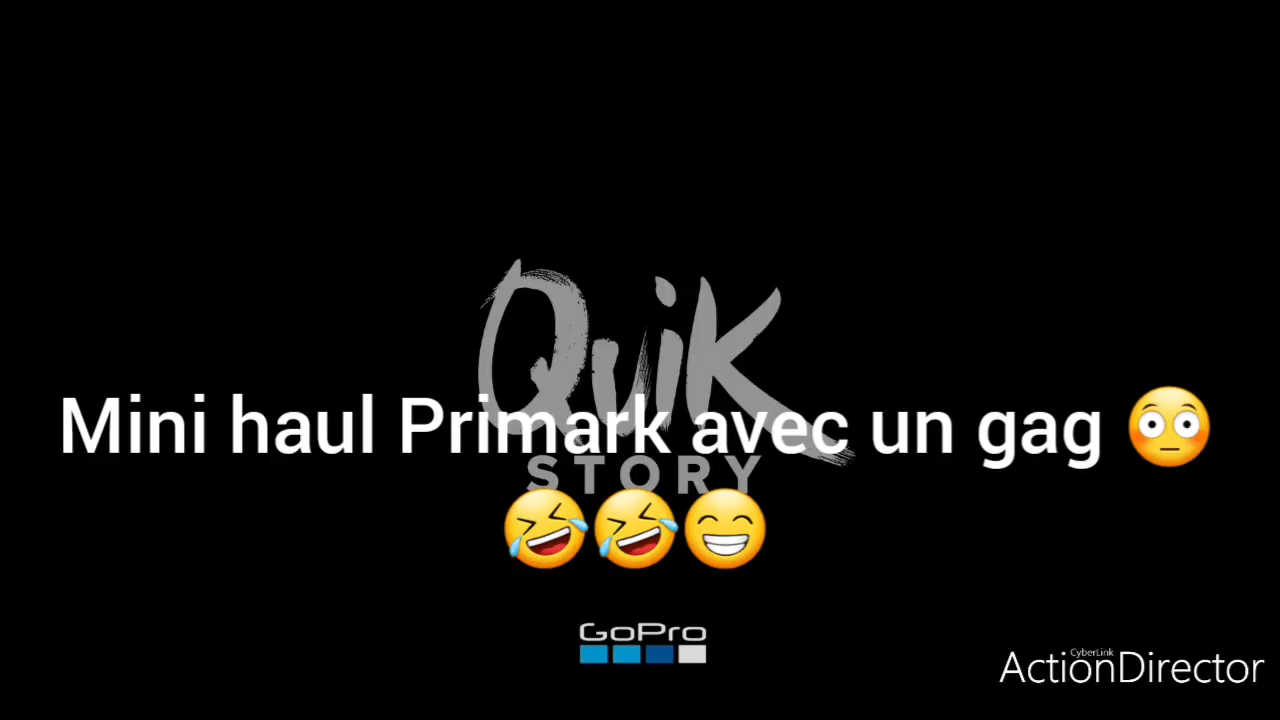 Quik
Mini haul Primark avec un gag 😳
STORY
🤣🤣😁
GoPro
CyberLink
ActionDirector